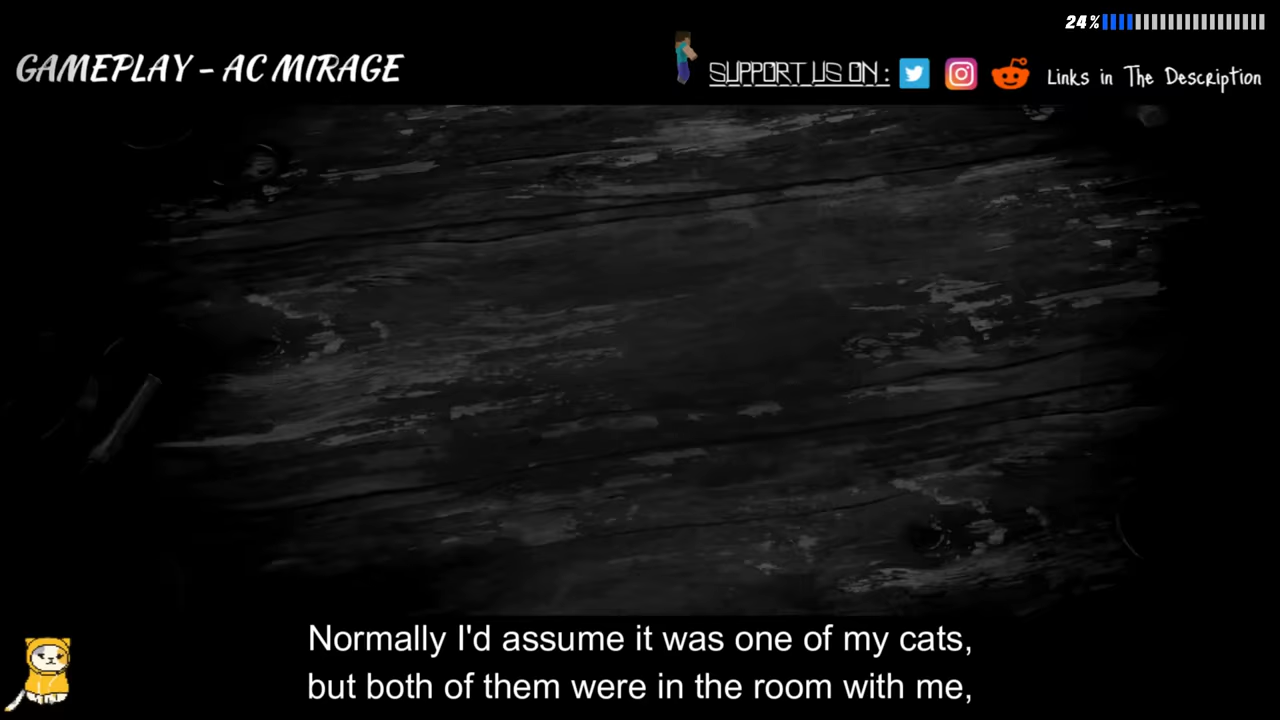 24%
GAMEPLAY - AC MIRAGE
SUPPORT US ON :
Links in The Description
Normally I'd assume it was one of my cats,
but both of them were in the room with me,